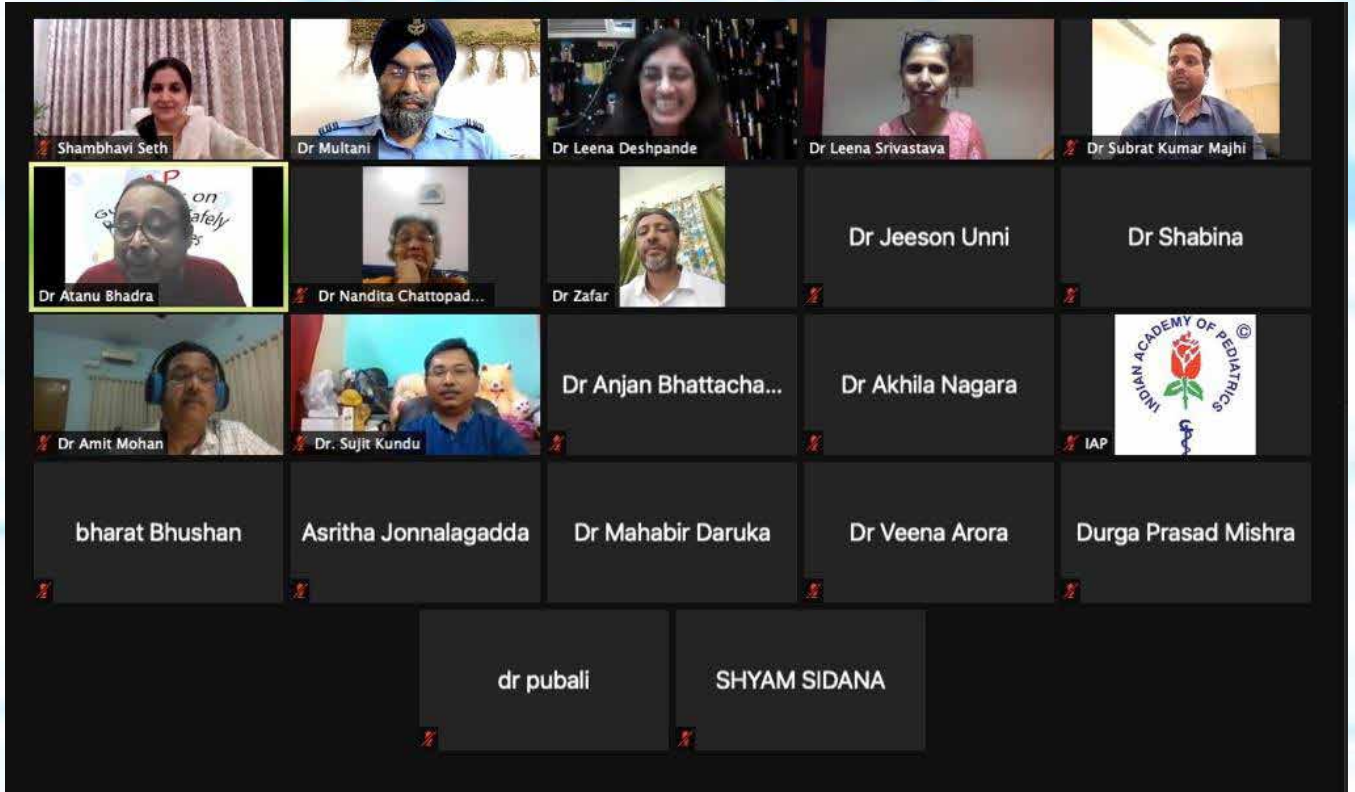 Shambhavi Seth
Dr Multani
Dr Leena Deshpande
Dr Leena Srivastava
Dr Subrat Kumar Majhi
AP
on
afely
Dr Atanu Bhadra
Dr Nandita Chattopad...
Dr Zafar
Dr Jeeson Unni
Dr Shabina
Dr Amit Mohan
Dr. Sujit Kundu
Dr Anjan Bhattacha...
Dr Akhila Nagara
INDIAN ACADEMY OF PEDIATRICS ©
IAP
bharat Bhushan
Asritha Jonnalagadda
Dr Mahabir Daruka
Dr Veena Arora
Durga Prasad Mishra
dr pubali
SHYAM SIDANA